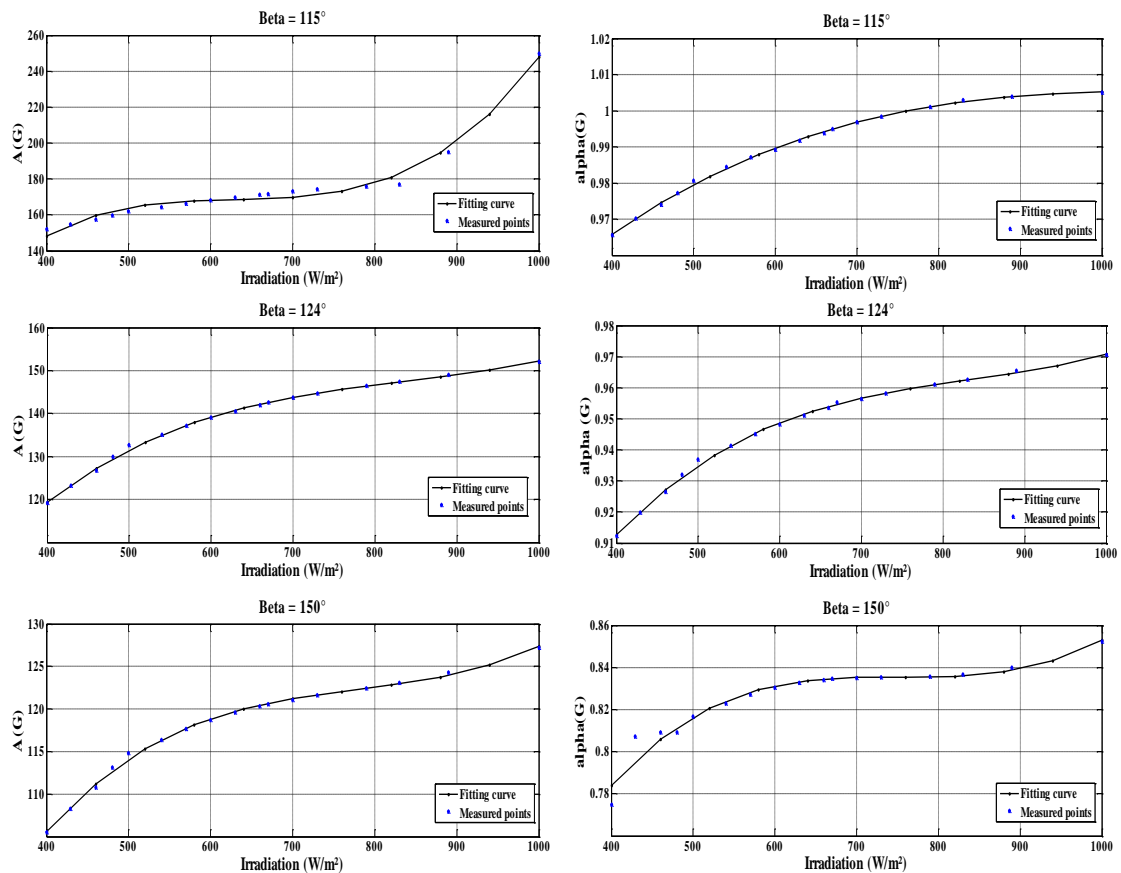 Beta = 115°
A(G)
260
240
220
200
180
160
140
400
500
600
700
800
900
1000
Irradiation (W/m²)
Fitting curve
Measured points
Beta = 115°
alpha(G)
1.02
1.01
1
0.99
0.98
0.97
400
500
600
700
800
900
1000
Irradiation (W/m²)
Fitting curve
Measured points
Beta = 124°
A(G)
160
150
140
130
120
400
500
600
700
800
900
1000
Irradiation (W/m²)
Fitting curve
Measured points
Beta = 124°
alpha (G)
0.98
0.97
0.96
0.95
0.94
0.93
0.92
0.91
400
500
600
700
800
900
1000
Irradiation (W/m²)
Fitting curve
Measured points
Beta = 150°
A(G)
130
125
120
115
110
400
500
600
700
800
900
1000
Irradiation (W/m²)
Fitting curve
Measured points
Beta = 150°
alpha(G)
0.86
0.84
0.82
0.8
0.78
400
500
600
700
800
900
1000
Irradiation (W/m²)
Fitting curve
Measured points